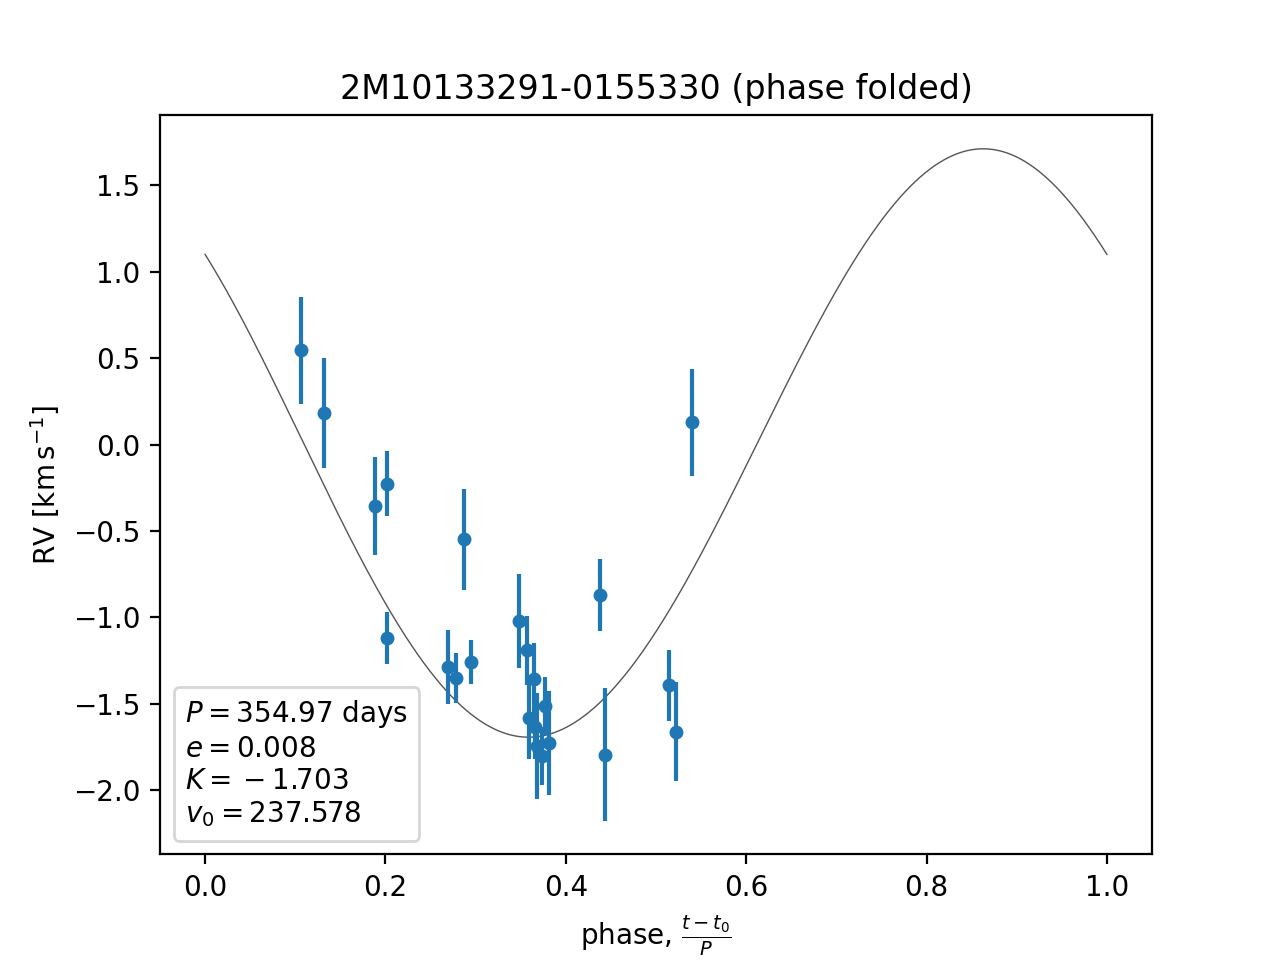 2M10133291-0155330 (phase folded)
RV [km s⁻¹]
1.5
1.0
0.5
0.0
−0.5
−1.0
−1.5
−2.0
P = 354.97 days
e = 0.008
K = −1.703
v₀ = 237.578
0.0 0.2 0.4 0.6 0.8 1.0
phase, (t − t₀)/P